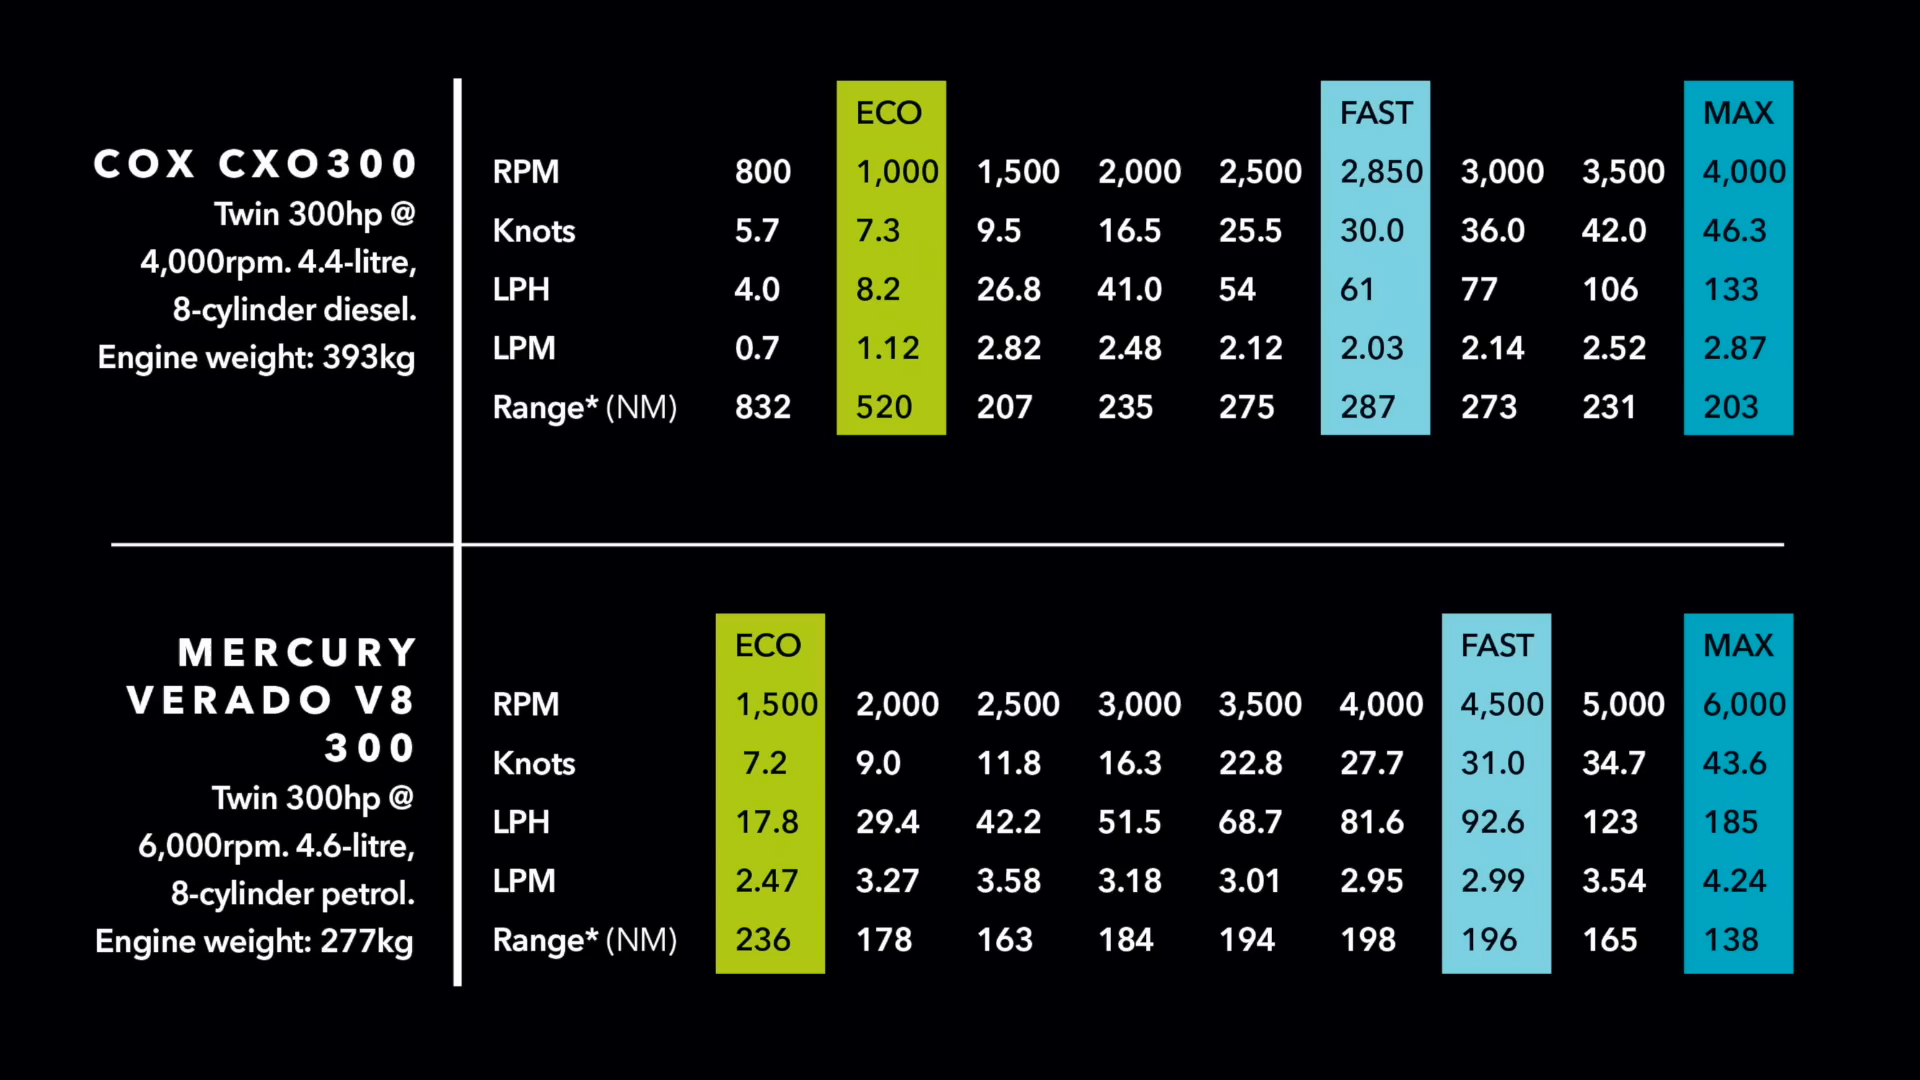 COX CXO300
Twin 300hp @
4,000rpm. 4.4-litre,
8-cylinder diesel.
Engine weight: 393kg
ECO FAST MAX
RPM 800 1,000 1,500 2,000 2,500 2,850 3,000 3,500 4,000
Knots 5.7 7.3 9.5 16.5 25.5 30.0 36.0 42.0 46.3
LPH 4.0 8.2 26.8 41.0 54 61 77 106 133
LPM 0.7 1.12 2.82 2.48 2.12 2.03 2.14 2.52 2.87
Range* (NM) 832 520 207 235 275 287 273 231 203
MERCURY
VERADO V8
300
Twin 300hp @
6,000rpm. 4.6-litre,
8-cylinder petrol.
Engine weight: 277kg
ECO FAST MAX
RPM 1,500 2,000 2,500 3,000 3,500 4,000 4,500 5,000 6,000
Knots 7.2 9.0 11.8 16.3 22.8 27.7 31.0 34.7 43.6
LPH 17.8 29.4 42.2 51.5 68.7 81.6 92.6 123 185
LPM 2.47 3.27 3.58 3.18 3.01 2.95 2.99 3.54 4.24
Range* (NM) 236 178 163 184 194 198 196 165 138